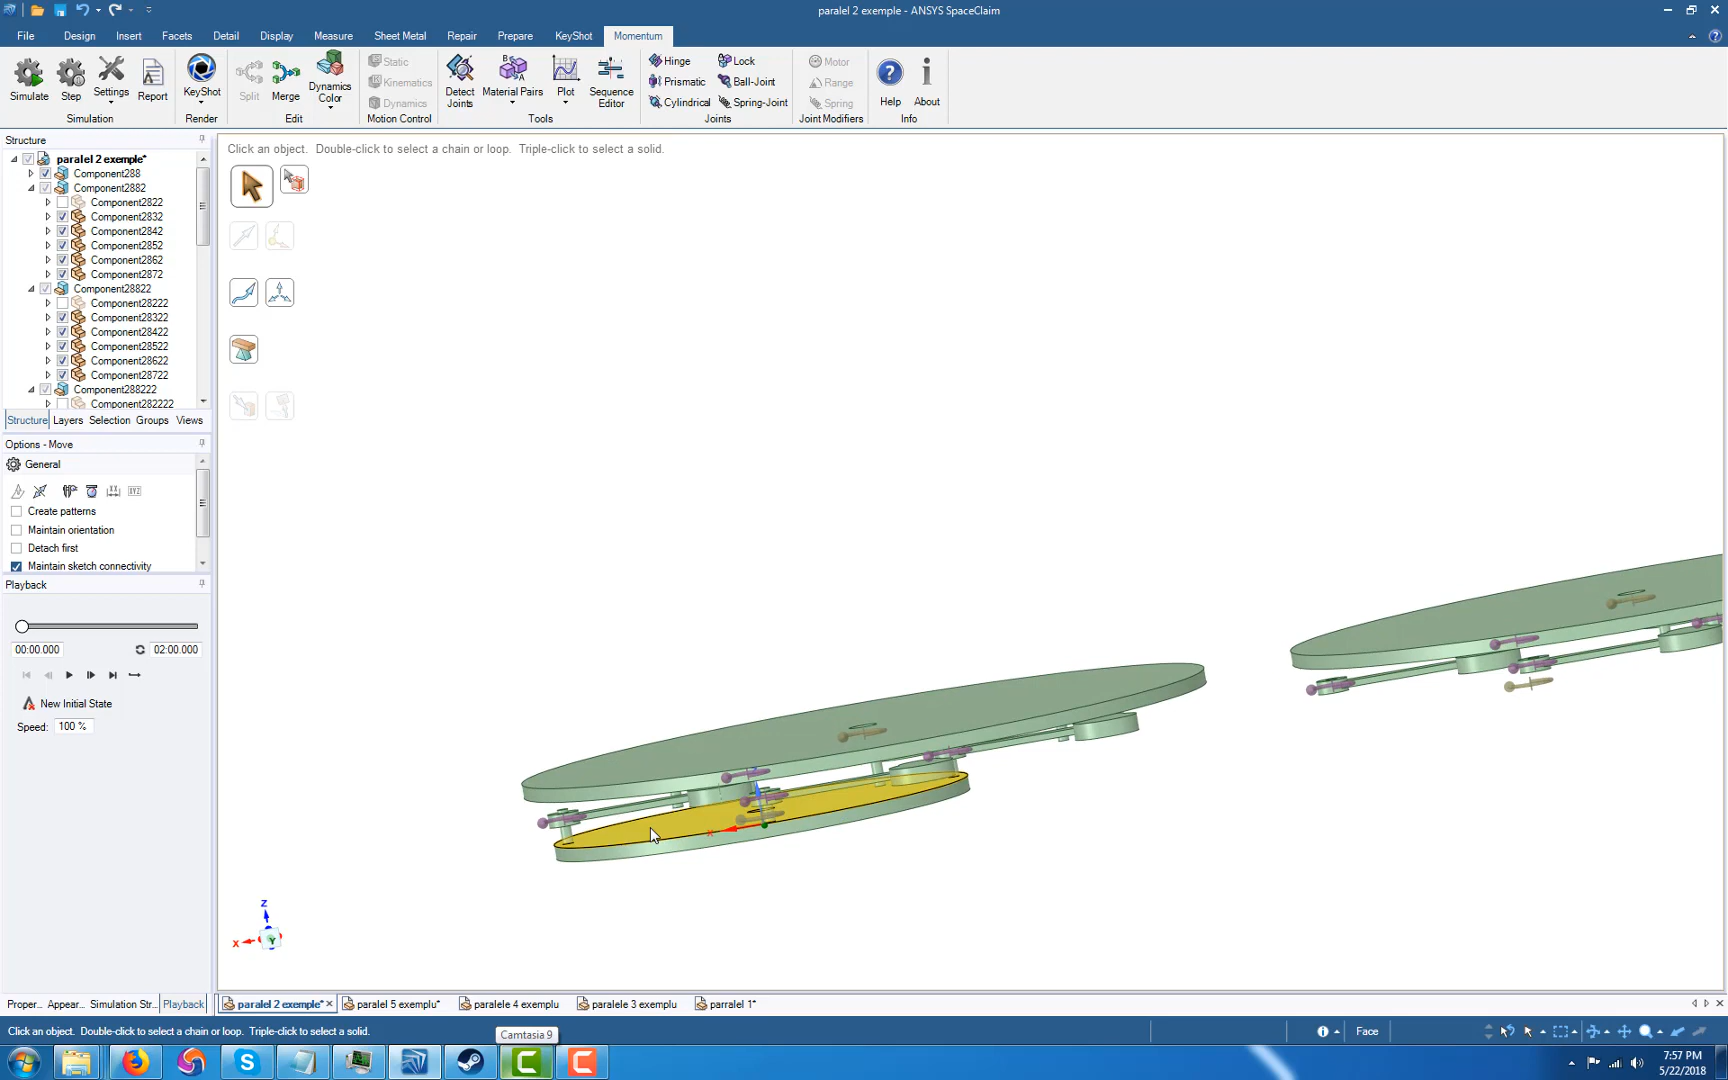 paralel 2 exemple - ANSYS SpaceClaim
File Design Insert Facets Detail Display Measure Sheet Metal Repair Prepare KeyShot Momentum
Simulate Step Settings Report KeyShot Split Merge Dynamics Color Static Kinematics Dynamics Detect Joints Material Pairs Plot Sequence Editor Hinge Prismatic Cylindrical Lock Ball-Joint Spring-Joint Motor Range Spring Help About
Simulation Render Edit Motion Control Tools Joints Joint Modifiers Info
Structure
paralel 2 exemple*
Component288
Component2882
Component2822
Component2832
Component2842
Component2852
Component2862
Component2872
Component28822
Component28222
Component28322
Component28422
Component28522
Component28622
Component28722
Component288222
Component282222
Structure Layers Selection Groups Views
Options - Move
General
Create patterns
Maintain orientation
Detach first
Maintain sketch connectivity
Playback
00:00.000 02:00.000
New Initial State
Speed: 100 %
Proper... Appear... Simulation Str... Playback
Click an object. Double-click to select a chain or loop. Triple-click to select a solid.
X
Z
X
Y
paralel 2 exemple* paralel 5 exemplu* paralele 4 exemplu paralele 3 exemplu parralel 1*
Click an object. Double-click to select a chain or loop. Triple-click to select a solid.
Face
Camtasia 9
7:57 PM
5/22/2018